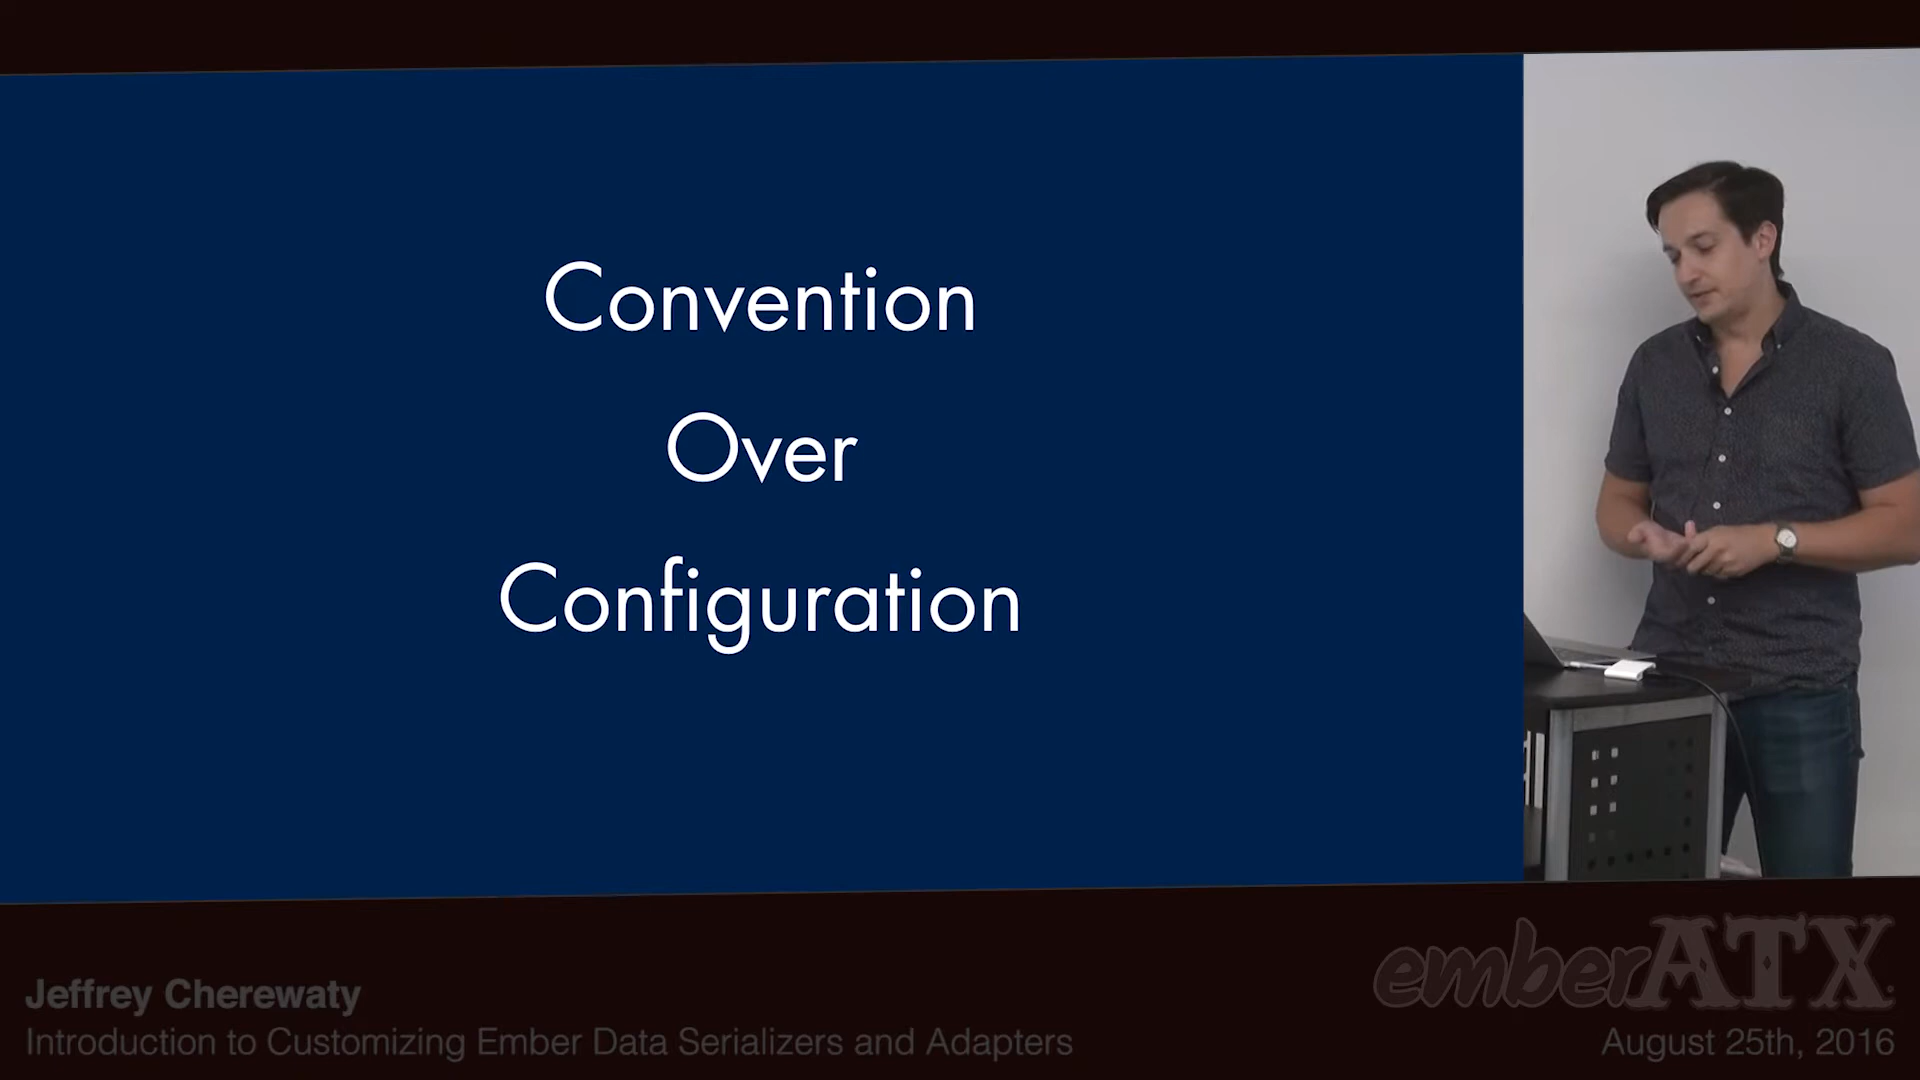 Convention
Over
Configuration
Jeffrey Cherewaty
Introduction to Customizing Ember Data Serializers and Adapters
emberATX
August 25th, 2016